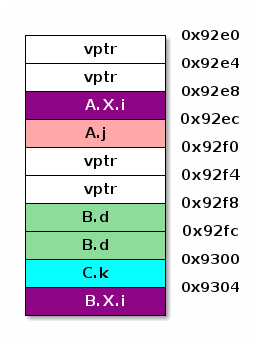 0x92e0
vptr
0x92e4
vptr
0x92e8
A.X.i
0x92ec
A.j
0x92f0
vptr
0x92f4
vptr
0x92f8
B.d
0x92fc
B.d
0x9300
C.k
0x9304
B.X.i